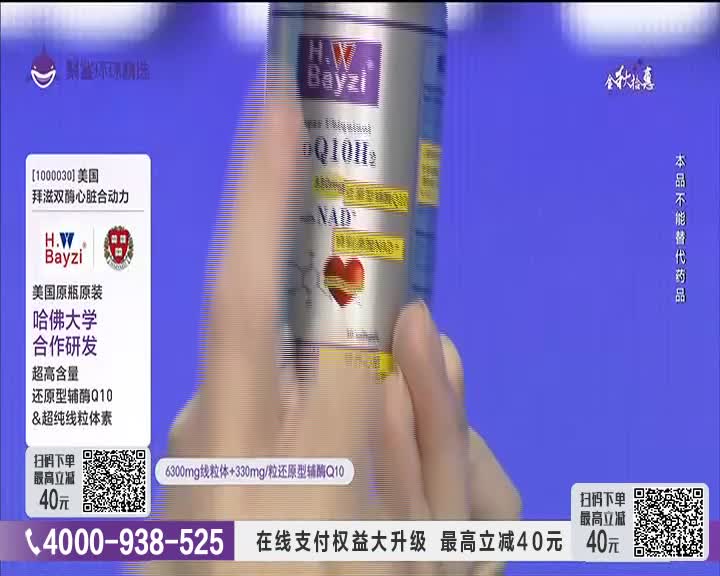 财鲨环球精选
金秋大拾惠
[1000030] 美国
拜滋双酶心脏合动力
H.W
Bayzi®
美国原瓶原装
哈佛大学
合作研发
超高含量
还原型辅酶Q10
&超纯线粒体素
扫码下单
最高立减
40元
H.W
Bayzi
Q10H2
NAD+
本品不能替代药品
6300mg线粒体+330mg/粒还原型辅酶Q10
4000-938-525
在线支付权益大升级 最高立减40元
扫码下单
最高立减
40元